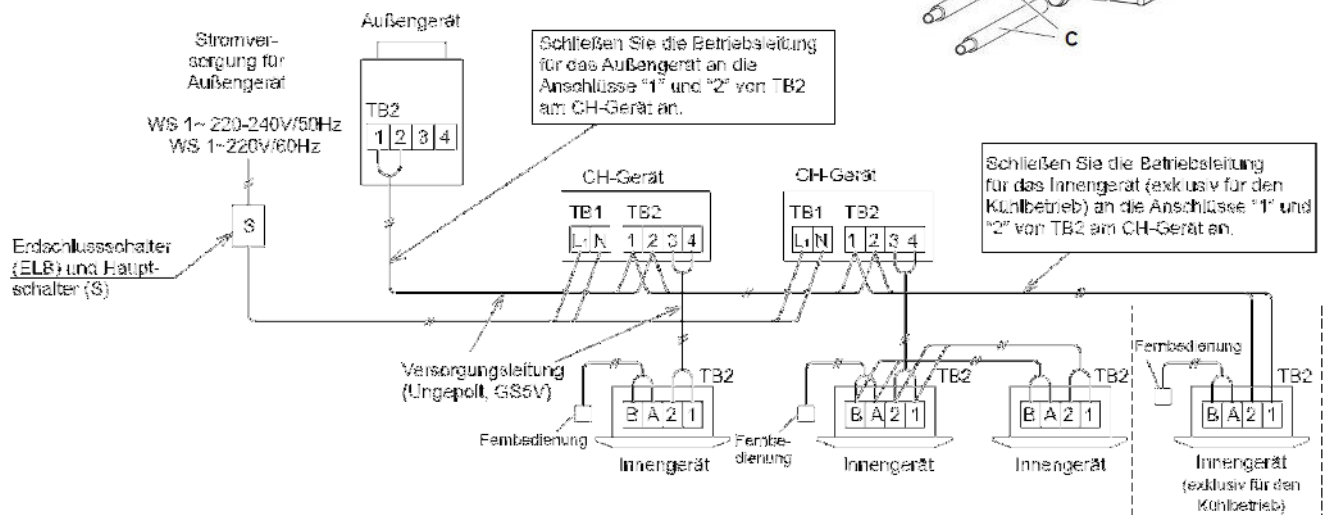 C
Außengerät
Stromver-
sorgung für
Außengerät
WS 1~ 220-240V/50Hz
WS 1~220V/60Hz
TB2
1 2 3 4
Schließen Sie die Betriebsleitung
für das Außengerät an die
Anschlüsse "1" und "2" von TB2
am CH-Gerät an.
CH-Gerät
TB1 TB2
L1 N 1 2 3 4
CH-Gerät
TB1 TB2
L1 N 1 2 3 4
Schließen Sie die Betriebsleitung
für das Innengerät (exklusiv für den
Kühlbetrieb) an die Anschlüsse "1" und
"2" von TB2 am CH-Gerät an.
S
Erdschlussschalter
(ELB) und Haupt-
schalter (S)
Versorgungsleitung
(Ungepolt, GS5V)
TB2
B A 2 1
Fernbedienung
Innengerät
TB2
B A 2 1
Fernbe-
dienung
Innengerät
TB2
B A 2 1
Innengerät
Fernbedienung
TB2
B A 2 1
Innengerät
(exklusiv für den
Kühlbetrieb)